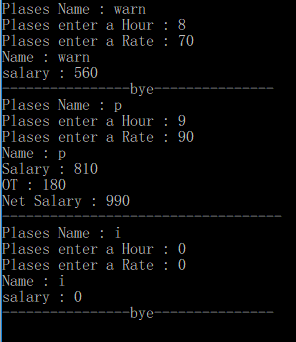 Plases Name : warn
Plases enter a Hour : 8
Plases enter a Rate : 70
Name : warn
salary : 560
-----------------bye----------------
Plases Name : p
Plases enter a Hour : 9
Plases enter a Rate : 90
Name : p
Salary : 810
OT : 180
Net Salary : 990
-------------------------------------
Plases Name : i
Plases enter a Hour : 0
Plases enter a Rate : 0
Name : i
salary : 0
-----------------bye----------------